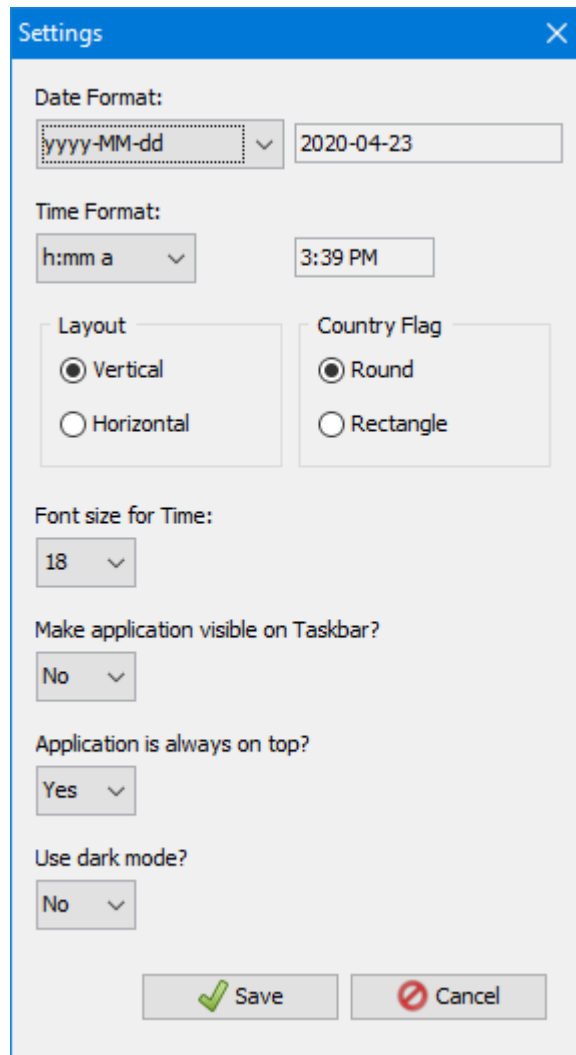 Settings
Date Format:
yyyy-MM-dd 2020-04-23
Time Format:
h:mm a 3:39 PM
Layout Country Flag
Vertical Round
Horizontal Rectangle
Font size for Time:
18
Make application visible on Taskbar?
No
Application is always on top?
Yes
Use dark mode?
No
Save Cancel